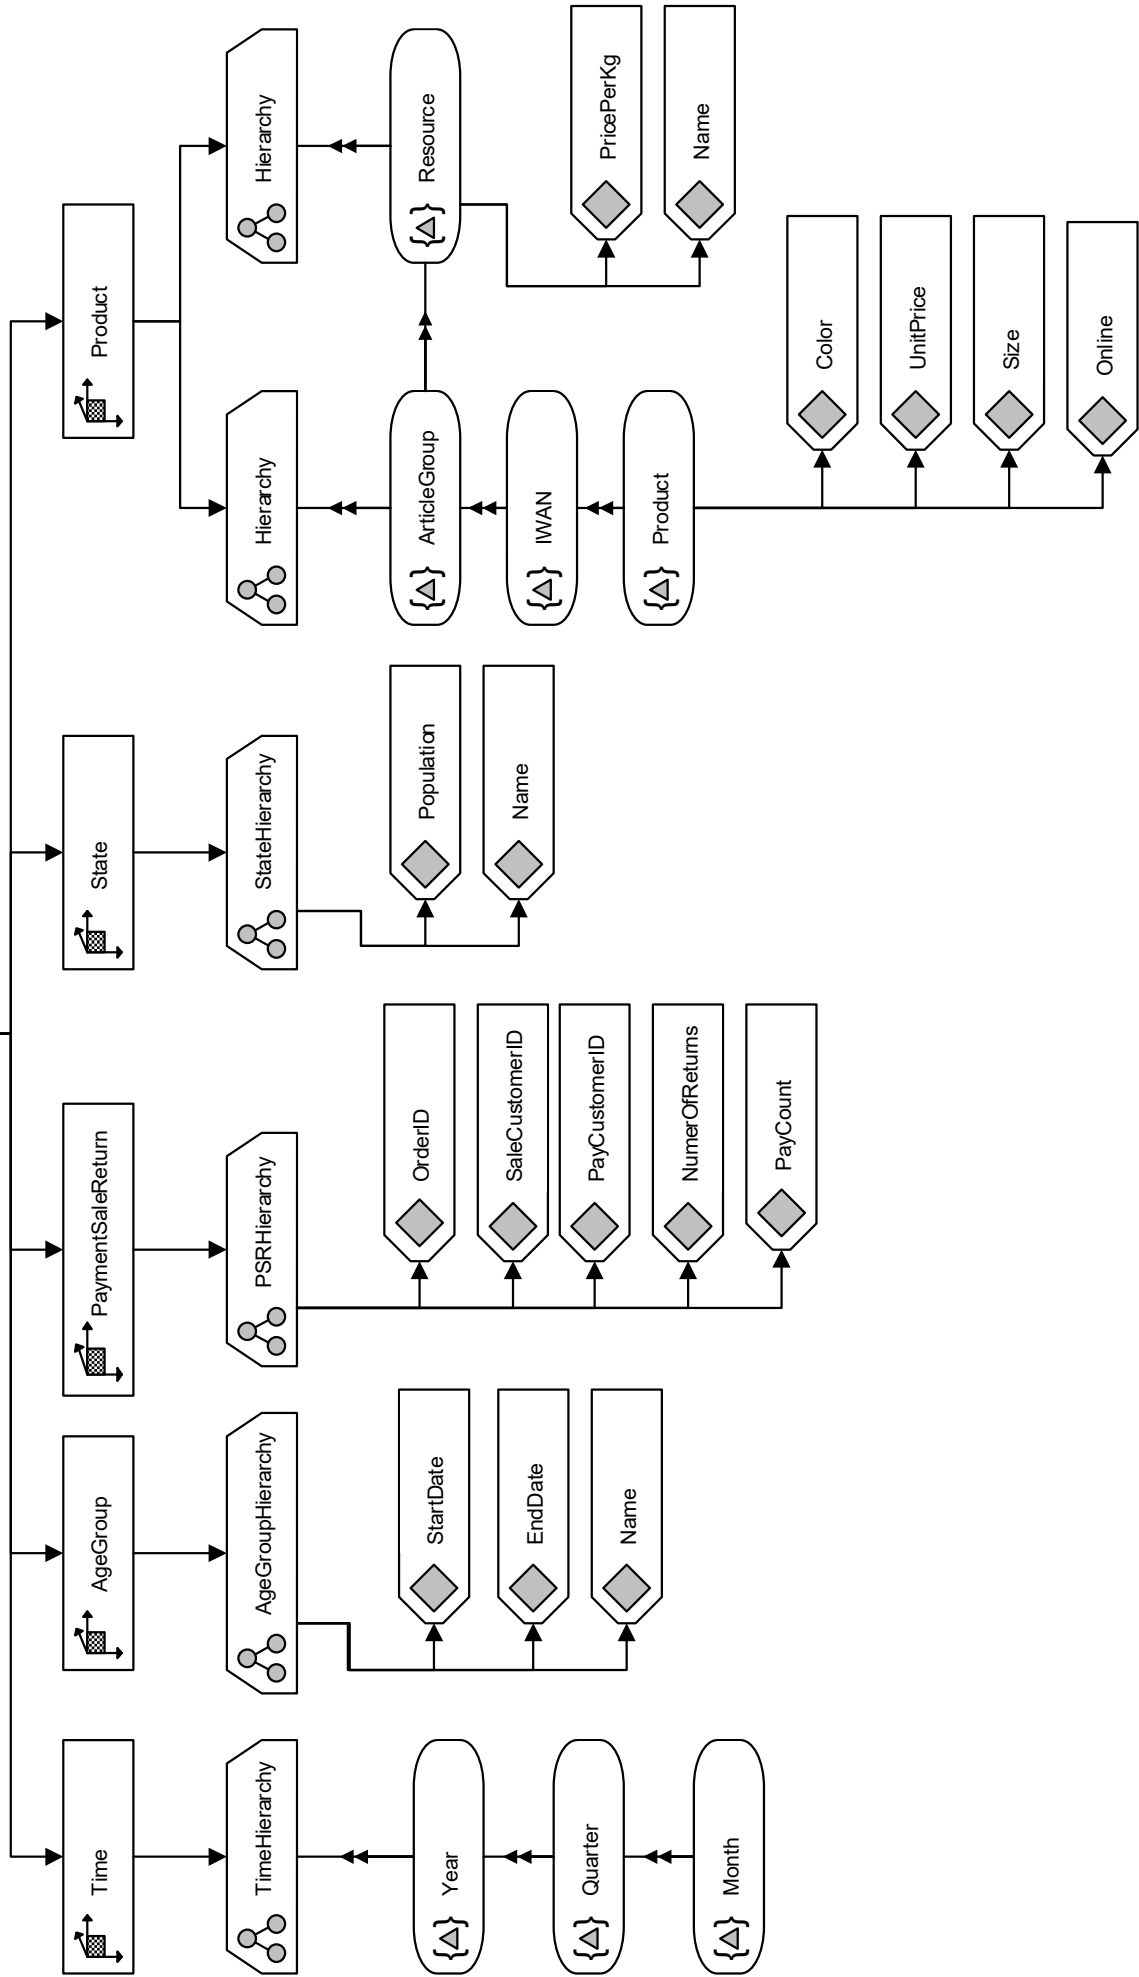 Time
TimeHierarchy
Year
Quarter
Month
AgeGroup
AgeGroupHierarchy
StartDate
EndDate
Name
PaymentSaleReturn
PSRHierarchy
OrderID
SaleCustomerID
PayCustomerID
NumerOfReturns
PayCount
State
StateHierarchy
Population
Name
Product
Hierarchy
ArticleGroup
IWAN
Product
Color
UnitPrice
Size
Online
Hierarchy
Resource
PricePerKg
Name